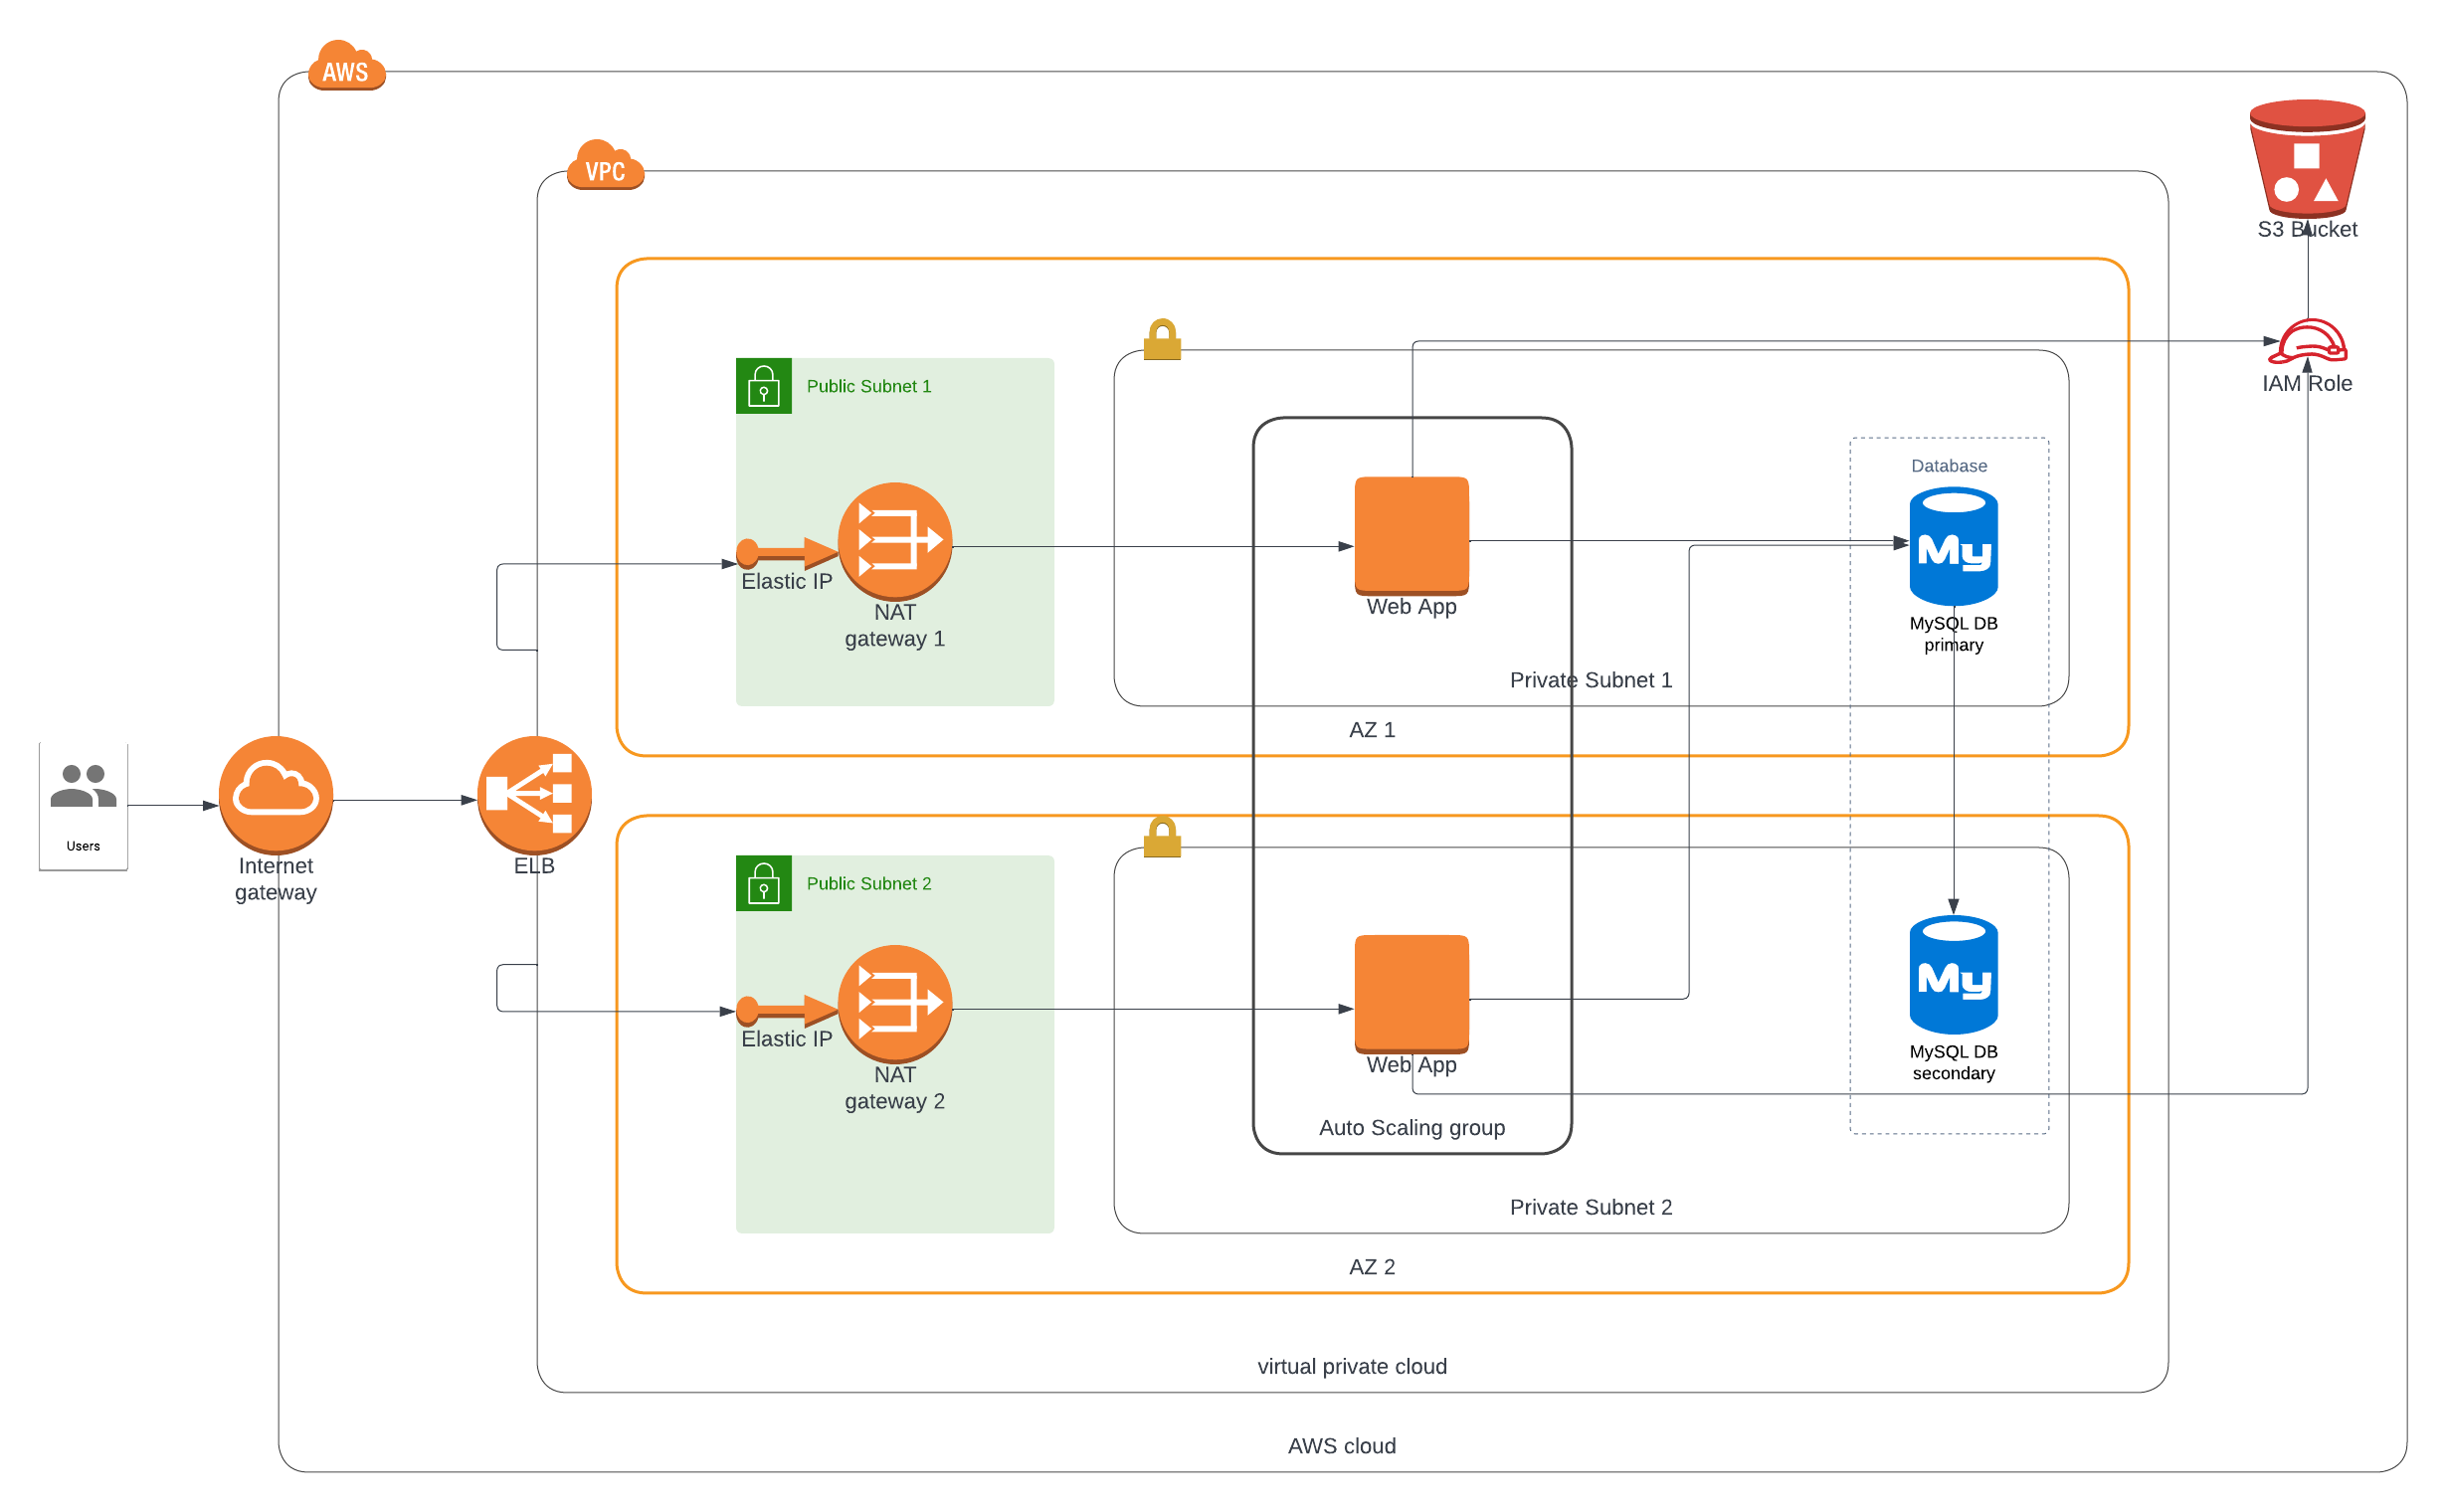 AWS
VPC
S3 Bucket
IAM Role
Public Subnet 1
Database
Elastic IP
NAT
gateway 1
Web App
MySQL DB
primary
Private Subnet 1
AZ 1
Users
Internet
gateway
ELB
Public Subnet 2
Elastic IP
NAT
gateway 2
Web App
My
My
MySQL DB
secondary
Auto Scaling group
Private Subnet 2
AZ 2
virtual private cloud
AWS cloud